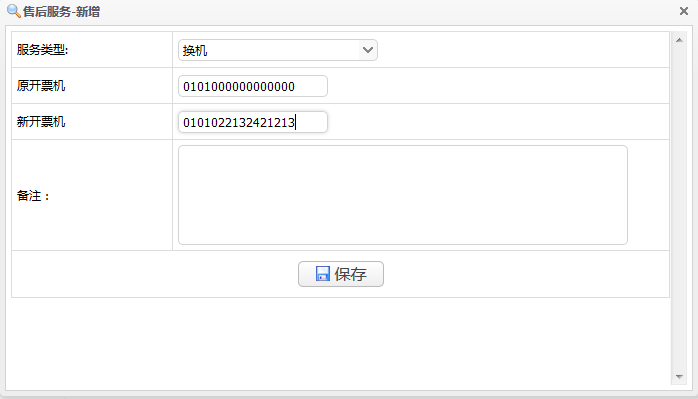 售后服务-新增
服务类型: 换机
原开票机 0101000000000000
新开票机 0101022132421213
备注：
保存